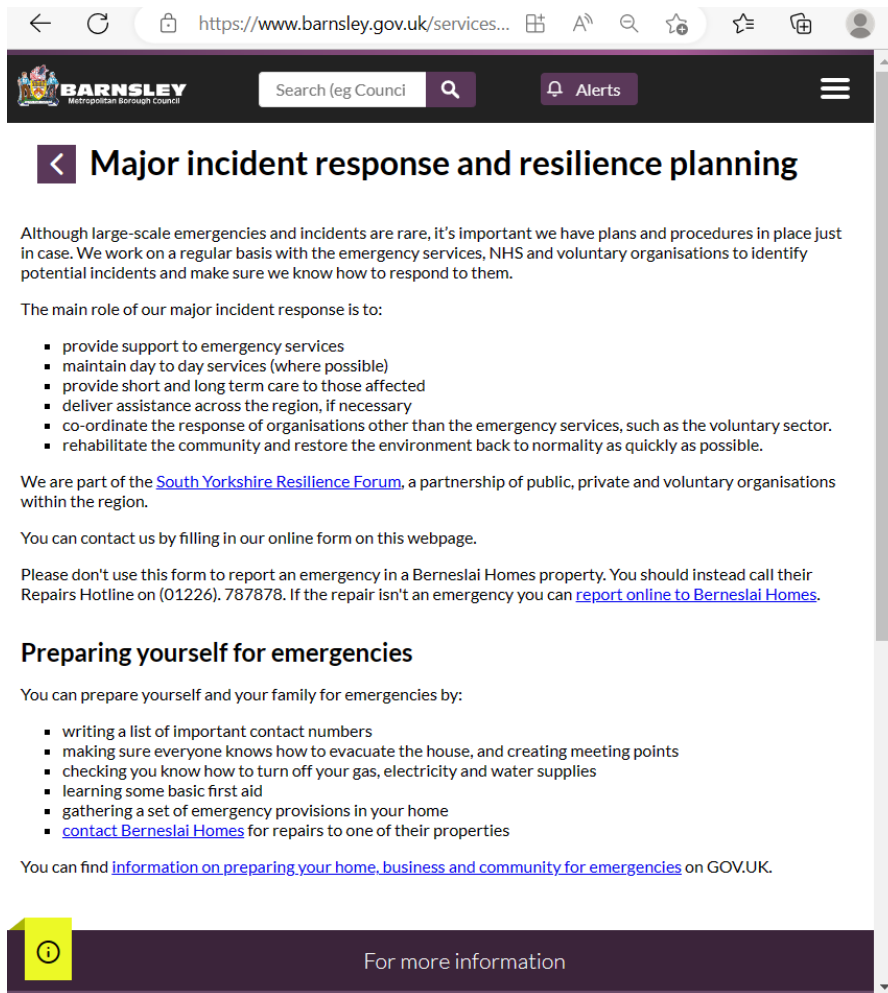 https://www.barnsley.gov.uk/services...
BARNSLEY
Metropolitan Borough Council
Search (eg Counci
Alerts
Major incident response and resilience planning
Although large-scale emergencies and incidents are rare, it's important we have plans and procedures in place just
in case. We work on a regular basis with the emergency services, NHS and voluntary organisations to identify
potential incidents and make sure we know how to respond to them.
The main role of our major incident response is to:
provide support to emergency services
maintain day to day services (where possible)
provide short and long term care to those affected
deliver assistance across the region, if necessary
co-ordinate the response of organisations other than the emergency services, such as the voluntary sector.
rehabilitate the community and restore the environment back to normality as quickly as possible.
We are part of the South Yorkshire Resilience Forum, a partnership of public, private and voluntary organisations
within the region.
You can contact us by filling in our online form on this webpage.
Please don't use this form to report an emergency in a Berneslai Homes property. You should instead call their
Repairs Hotline on (01226). 787878. If the repair isn't an emergency you can report online to Berneslai Homes.
Preparing yourself for emergencies
You can prepare yourself and your family for emergencies by:
writing a list of important contact numbers
making sure everyone knows how to evacuate the house, and creating meeting points
checking you know how to turn off your gas, electricity and water supplies
learning some basic first aid
gathering a set of emergency provisions in your home
contact Berneslai Homes for repairs to one of their properties
You can find information on preparing your home, business and community for emergencies on GOV.UK.
For more information